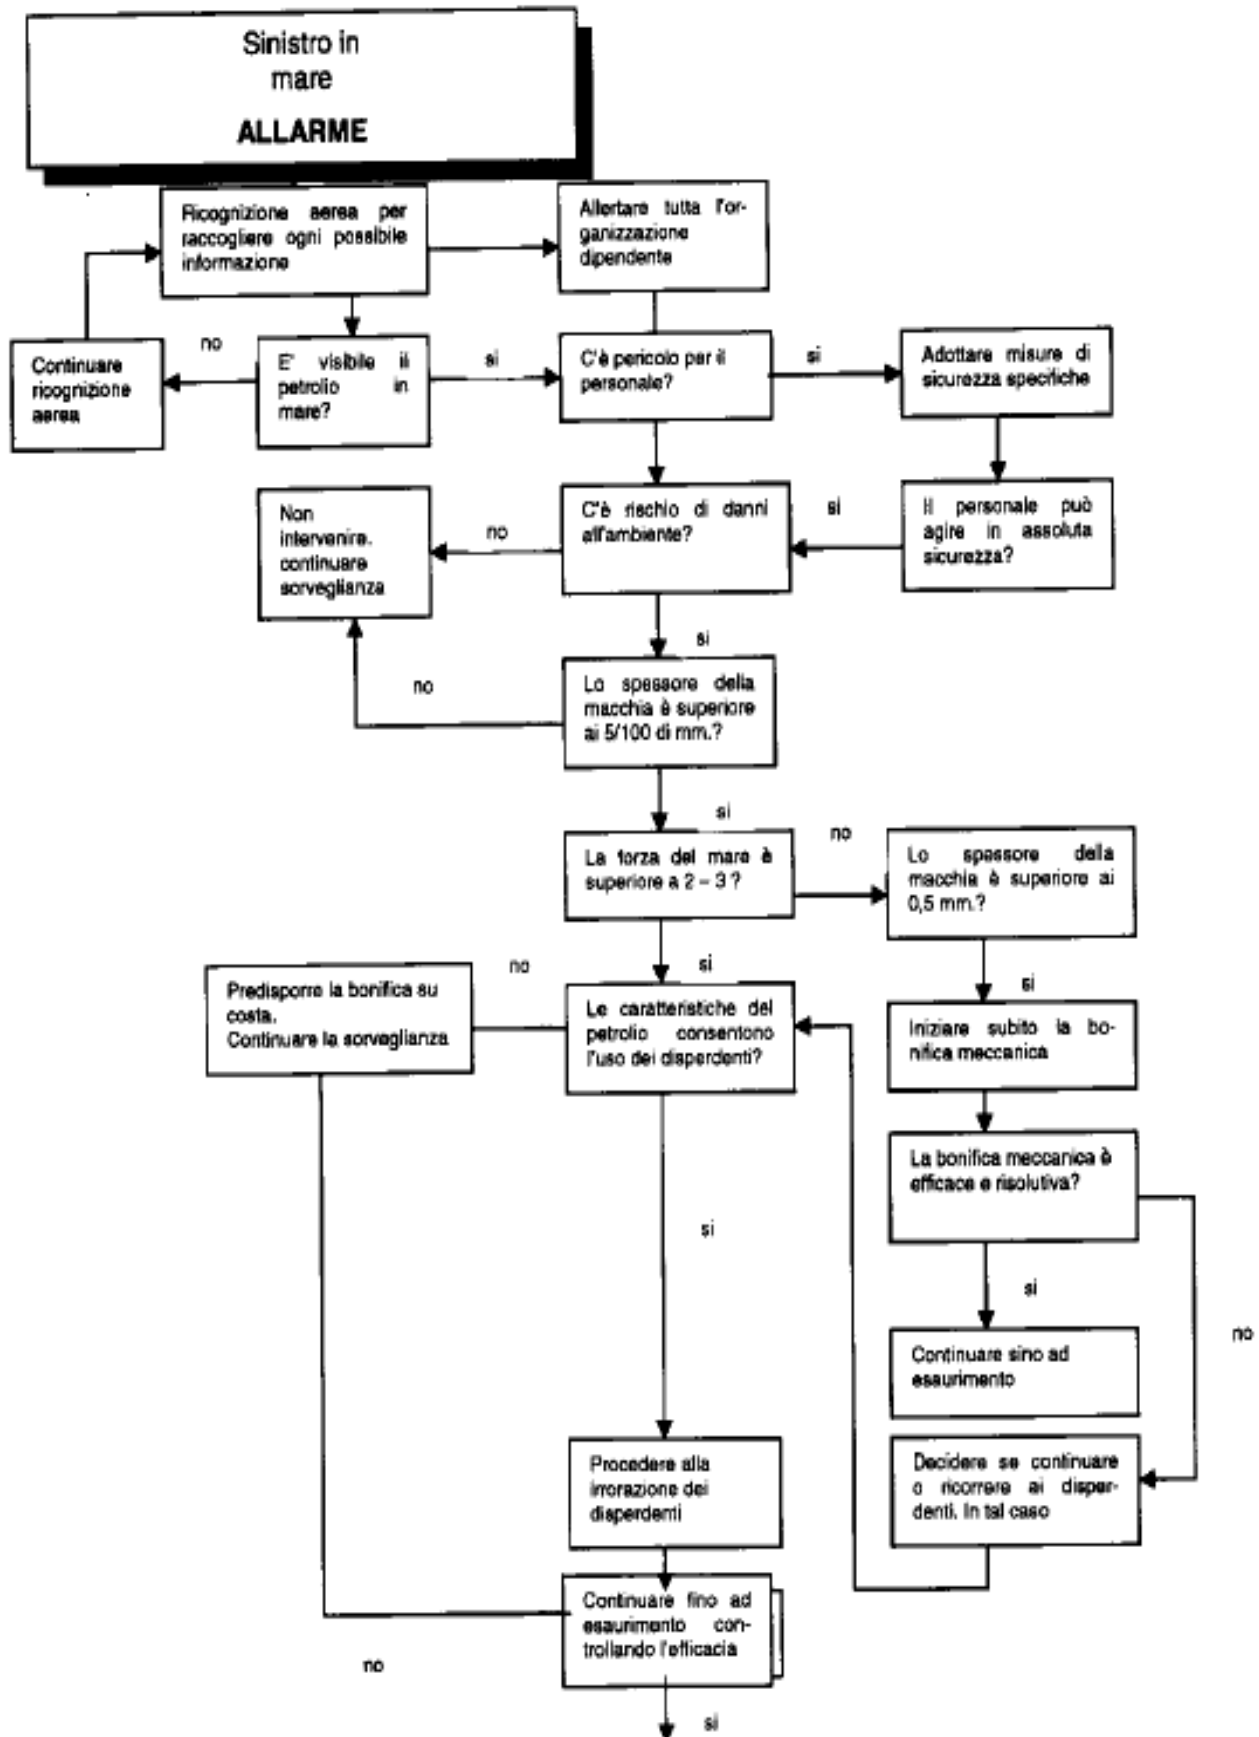 Sinistro in
mare
ALLARME
Ricognizione aerea per
raccogliere ogni possibile
informazione
Allertare tutta l'or-
ganizzazione
dipendente
Continuare
ricognizione
aerea
no
E' visibile il
petrolio in
mare?
si
C'è pericolo per il
personale?
si
Adottare misure di
sicurezza specifiche
Non
intervenire.
continuare
sorveglianza
no
C'è rischio di danni
all'ambiente?
si
Il personale può
agire in assoluta
sicurezza?
si
no
Lo spessore della
macchia è superiore
ai 5/100 di mm.?
si
La forza del mare è
superiore a 2 – 3 ?
no
Lo spessore della
macchia è superiore ai
0,5 mm.?
si
si
Predisporre la bonifica su
costa.
Continuare la sorveglianza
no
Le caratteristiche del
petrolio consentono
l'uso dei disperdenti?
Iniziare subito la bo-
nifica meccanica
La bonifica meccanica è
efficace e risolutiva?
si
si
no
Continuare sino ad
esaurimento
Procedere alla
irrorazione dei
disperdenti
Decidere se continuare
o ricorrere ai disper-
denti. In tal caso
Continuare fino ad
esaurimento con-
trollando l'efficacia
no
si